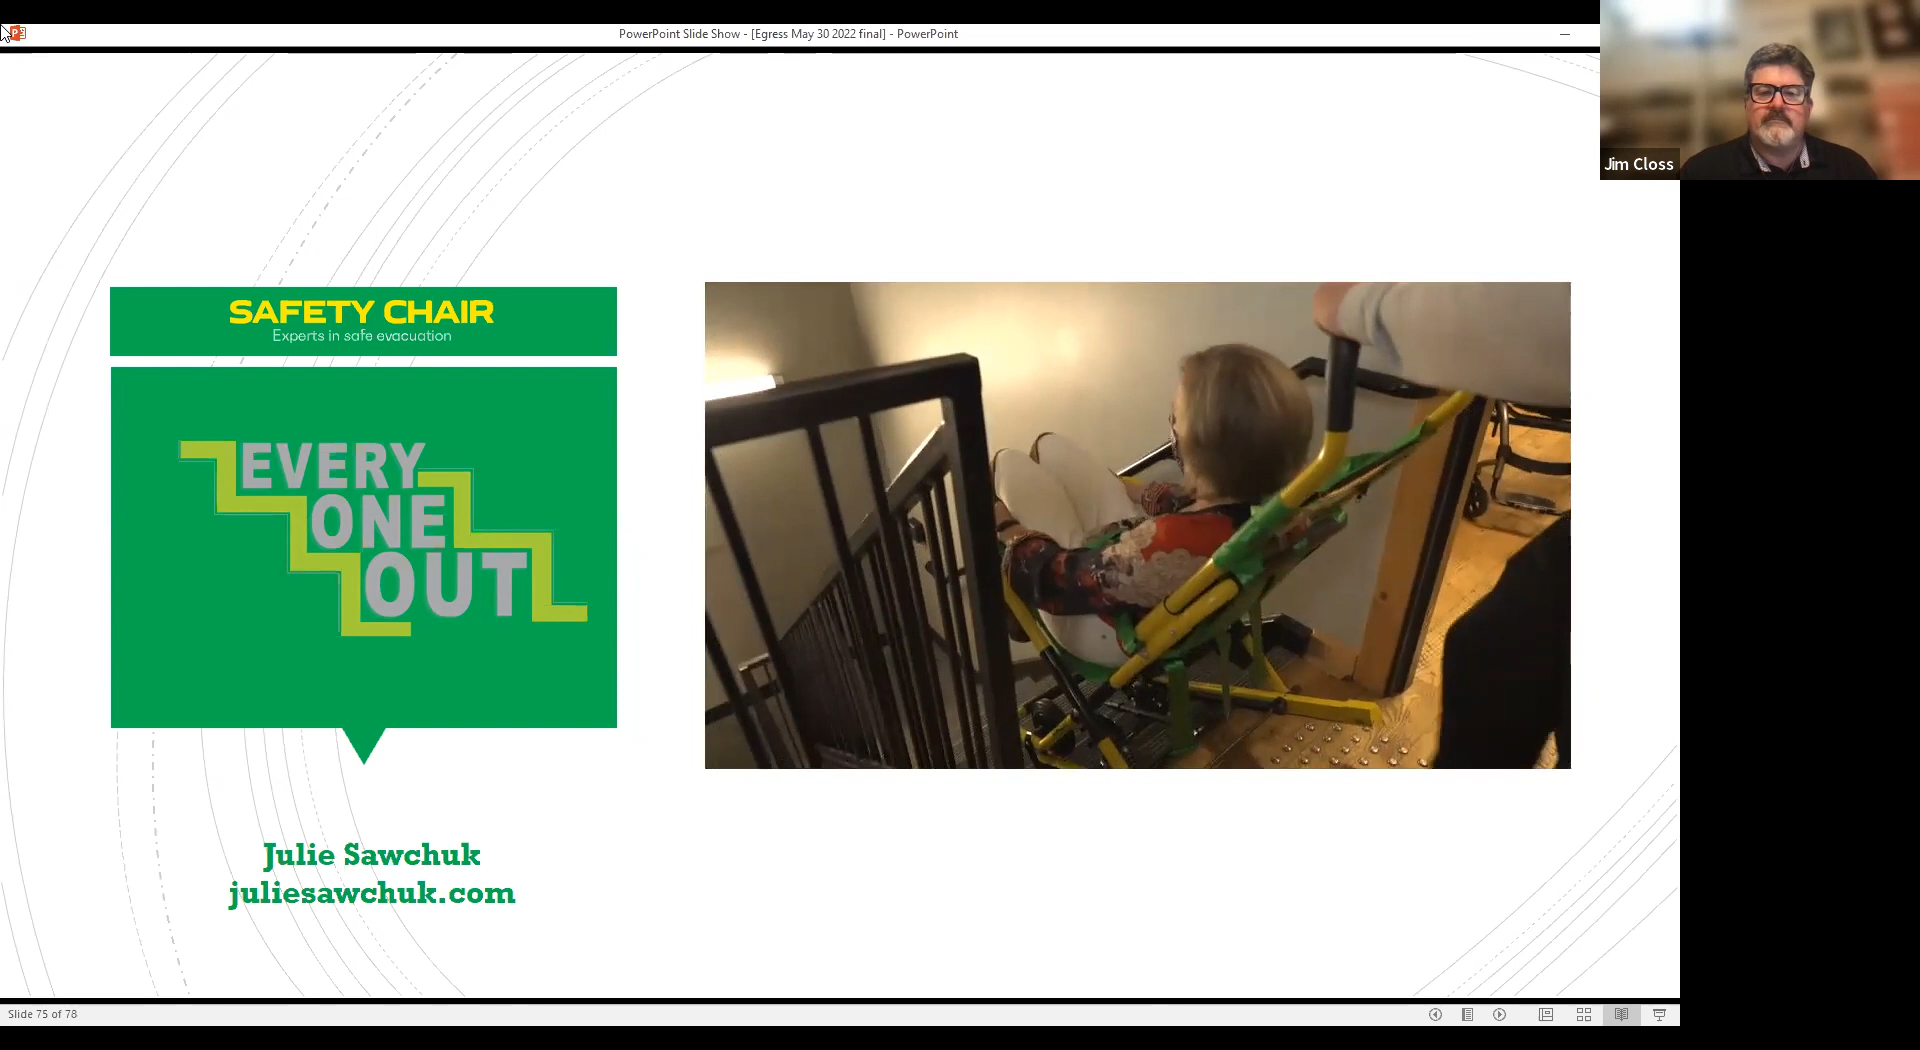 PowerPoint Slide Show - [Egress May 30 2022 final] - PowerPoint
Jim Closs
SAFETY CHAIR
Experts in safe evacuation
EVERY
ONE
OUT
Julie Sawchuk
juliesawchuk.com
Slide 75 of 78